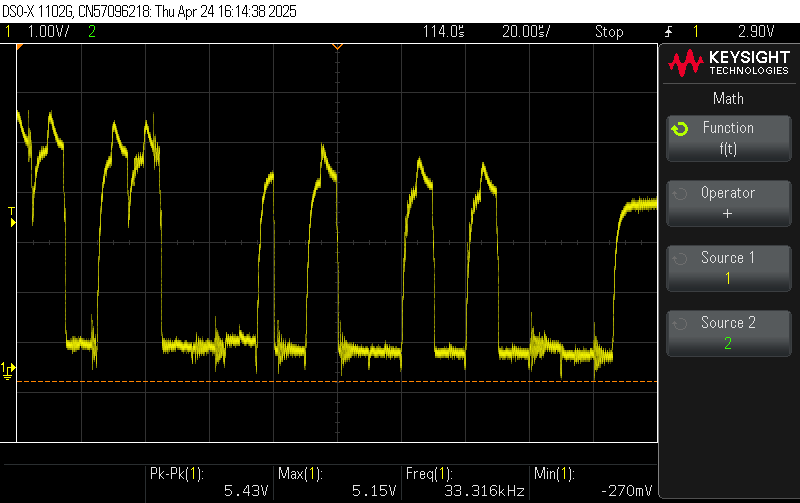 DSO-X 1102G, CN57096218: Thu Apr 24 16:14:38 2025
1 1.00V/ 2 114.0s 20.00s/ Stop 1 2.90V
KEYSIGHT
TECHNOLOGIES
Math
Function
f(t)
Operator
+
Source 1
1
Source 2
2
T
1
Pk-Pk(1): Max(1): Freq(1): Min(1):
5.43V 5.15V 33.316kHz -270mV